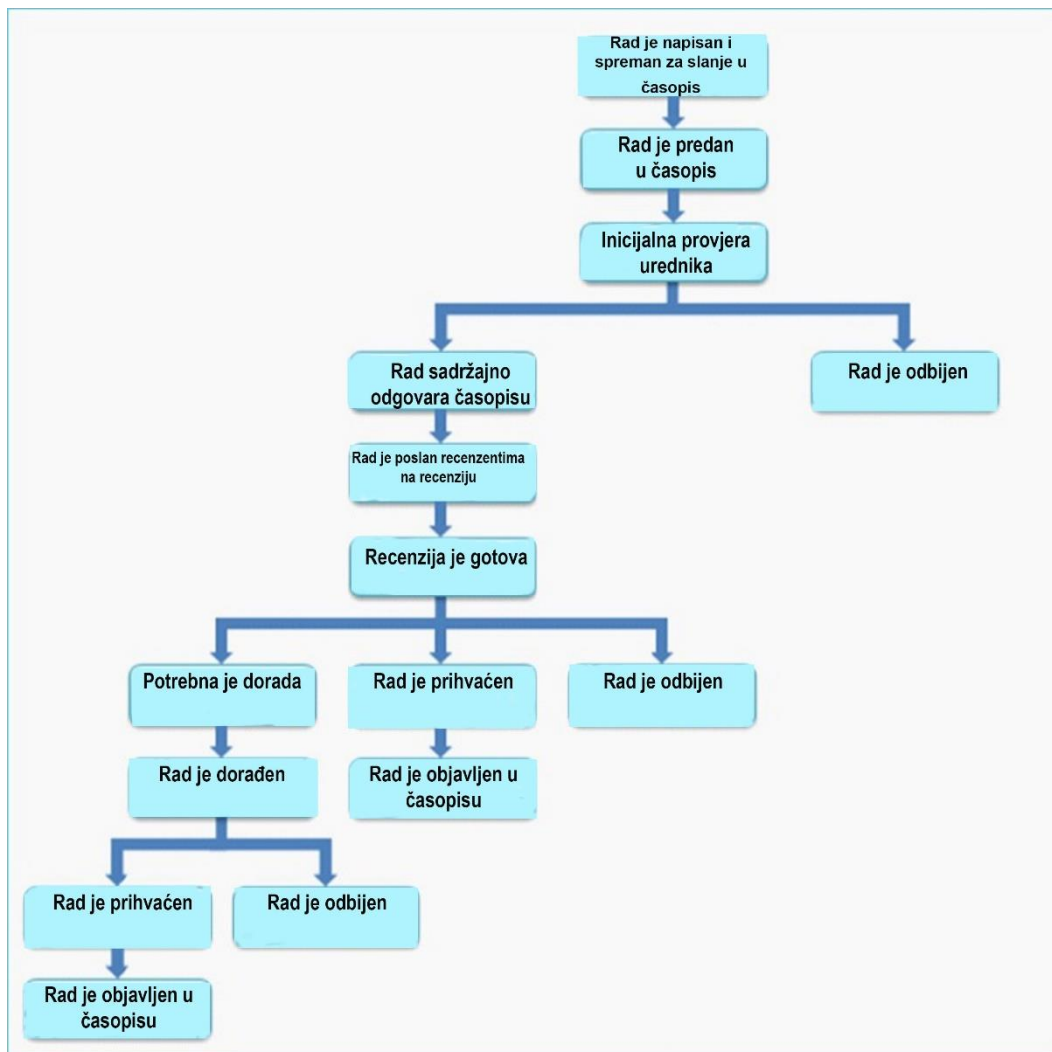 Rad je napisan i
spreman za slanje u
časopis
Rad je predan
u časopis
Inicijalna provjera
urednika
Rad sadržajno
odgovara časopisu
Rad je odbijen
Rad je poslan recenzentima
na recenziju
Recenzija je gotova
Potrebna je dorada
Rad je prihvaćen
Rad je odbijen
Rad je dorađen
Rad je objavljen u
časopisu
Rad je prihvaćen
Rad je odbijen
Rad je objavljen u
časopisu